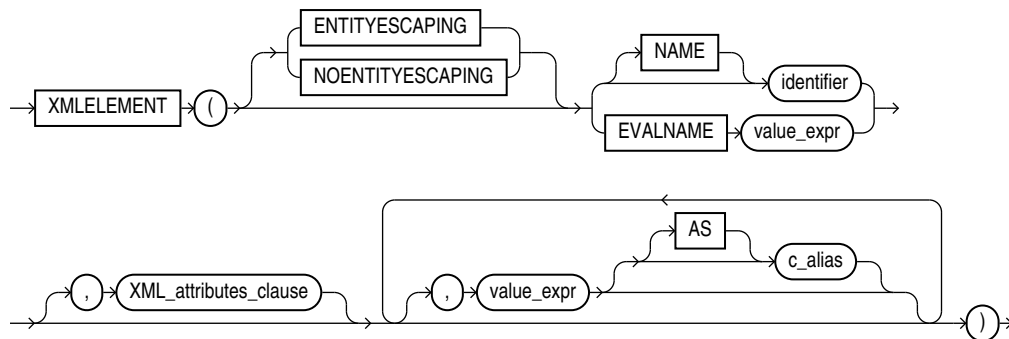 ENTITYESCAPING
NOENTITYESCAPING
NAME
identifier
XMLELEMENT (
EVALNAME value_expr
AS
, XML_attributes_clause , value_expr c_alias
)